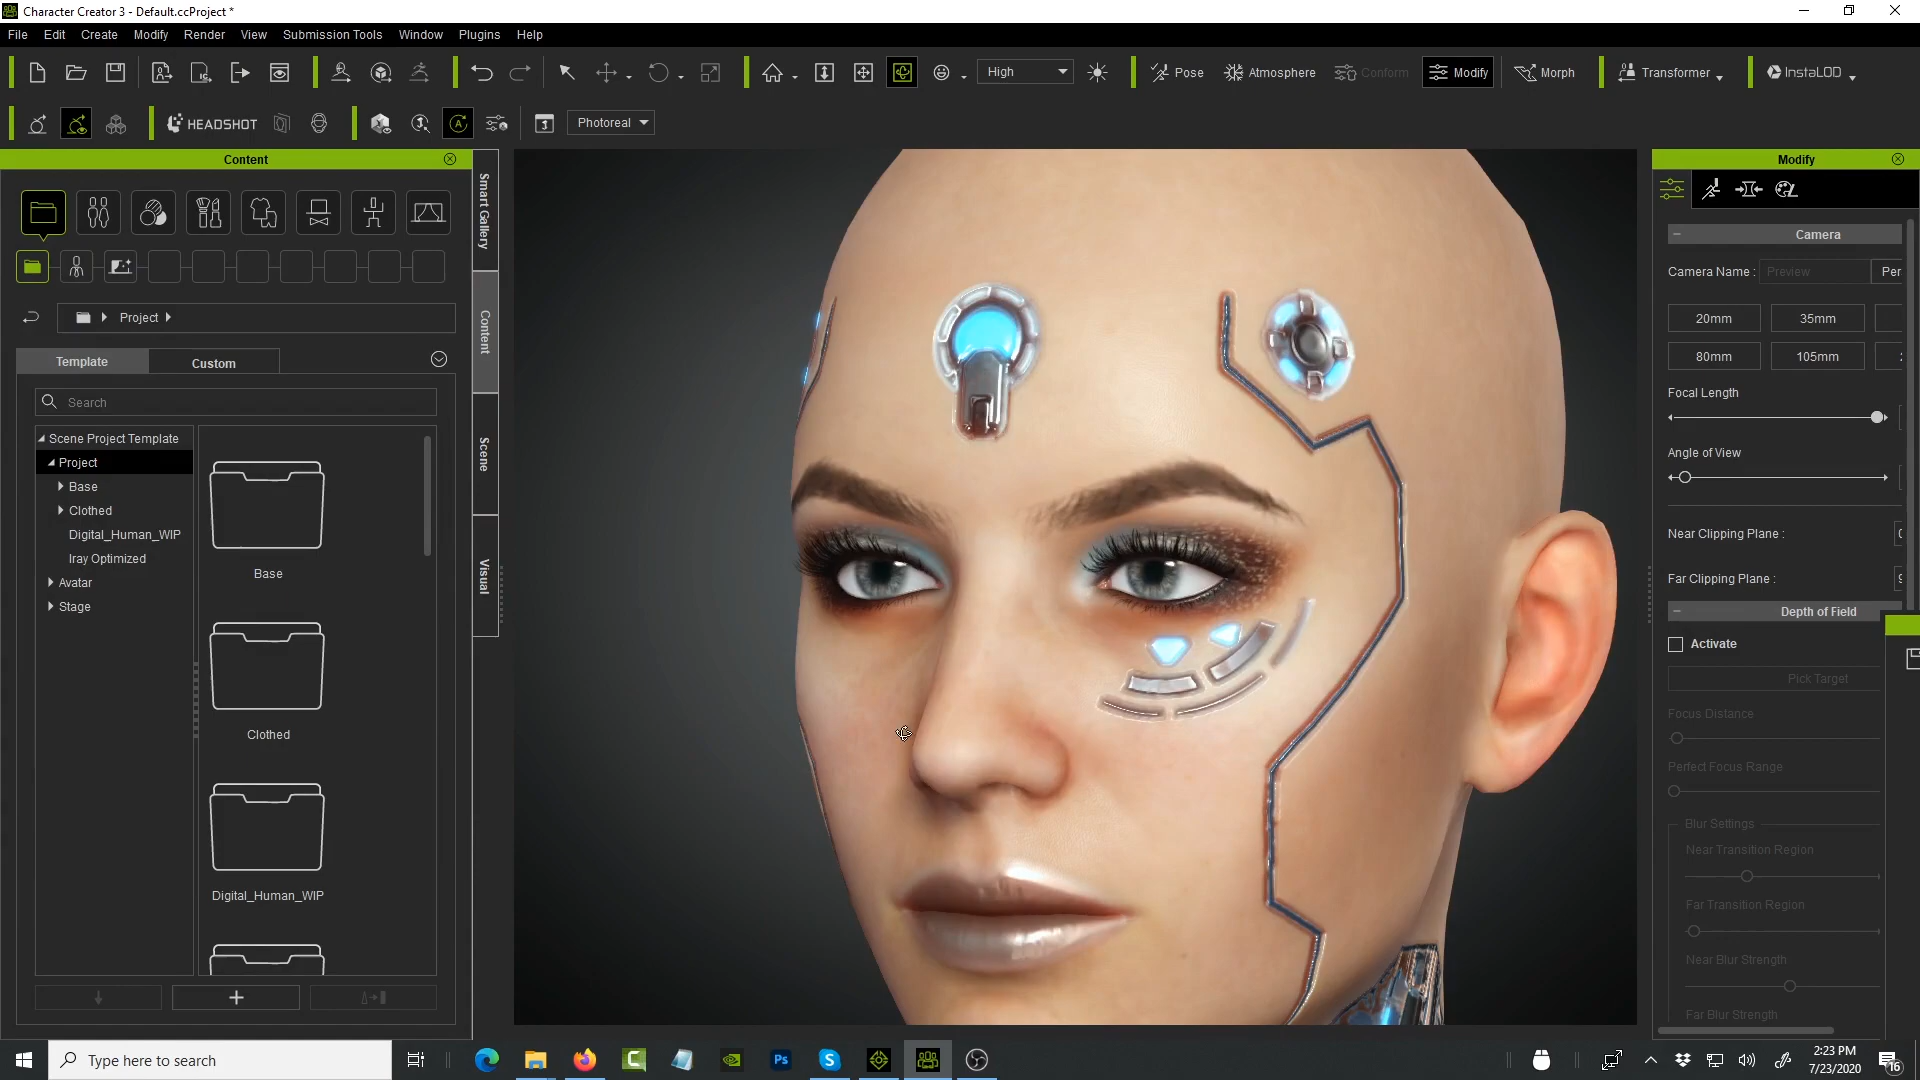 Character Creator 3 - Default.ccProject *
File Edit Create Modify Render View Submission Tools Window Plugins Help
High Pose Atmosphere Conform Modify Morph Transformer InstaLOD
HEADSHOT Photoreal
Content
Smart Gallery
Content
Scene
Visual
Project
Template Custom
Search
Scene Project Template
Project
Base
Clothed
Digital_Human_WIP
Iray Optimized
Avatar
Stage
Base
Clothed
Digital_Human_WIP
Modify
Camera
Camera Name : Preview Per
20mm 35mm
80mm 105mm
Focal Length
Angle of View
Near Clipping Plane :
Far Clipping Plane :
Depth of Field
Activate
Pick Target
Focus Distance
Perfect Focus Range
Blur Settings
Near Transition Region
Far Transition Region
Near Blur Strength
Far Blur Strength
Type here to search
Ps
2:23 PM
7/23/2020
16